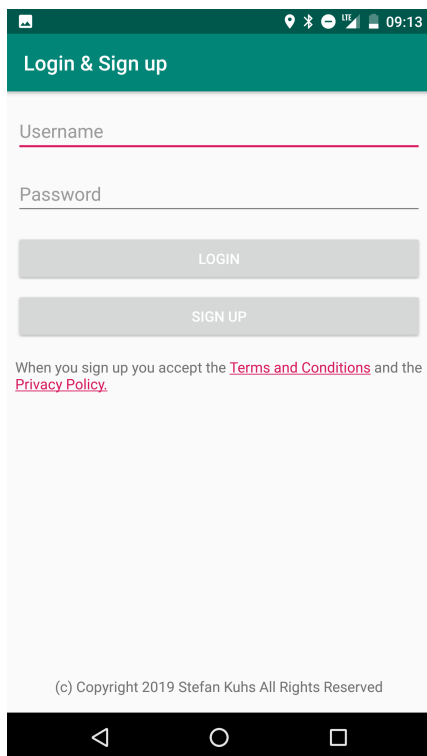 LTE 09:13
Login & Sign up
Username
Password
LOGIN
SIGN UP
When you sign up you accept the Terms and Conditions and the
Privacy Policy.
(c) Copyright 2019 Stefan Kuhs All Rights Reserved